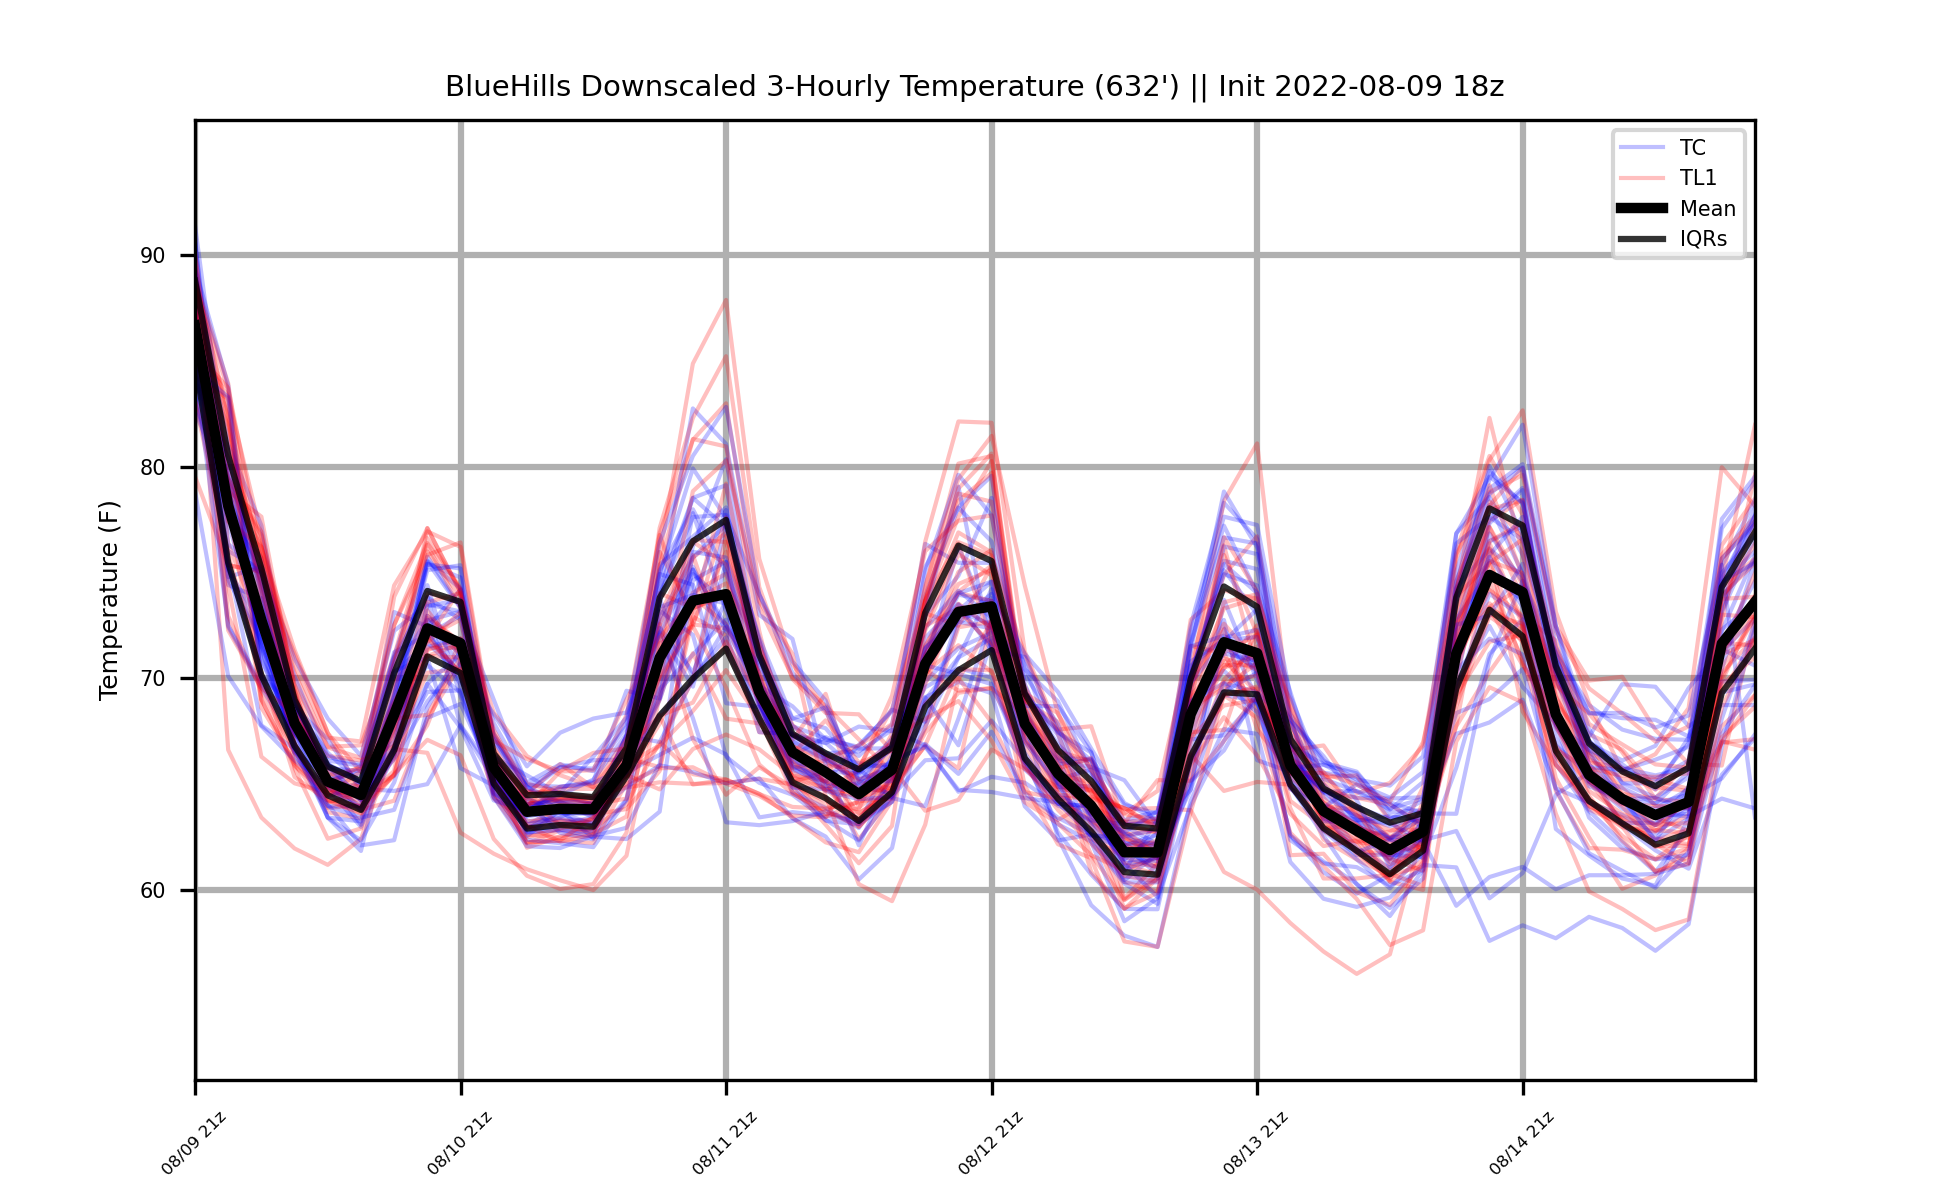 BlueHills Downscaled 3-Hourly Temperature (632') || Init 2022-08-09 18z
TC
TL1
Mean
IQRs
Temperature (F)
90
80
70
60
08/09 21z
08/10 21z
08/11 21z
08/12 21z
08/13 21z
08/14 21z